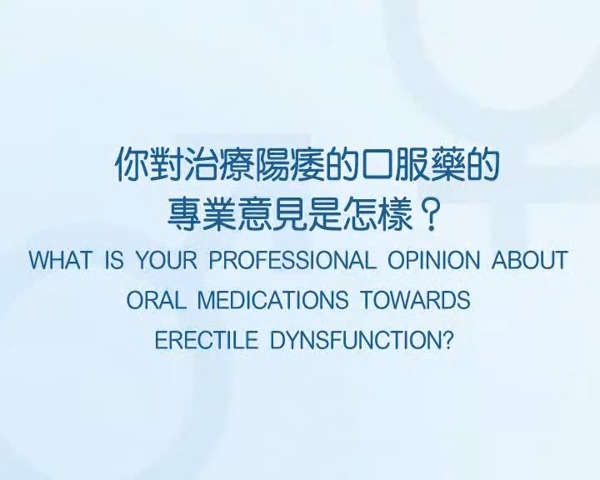 你對治療陽痿的口服藥的
專業意見是怎樣？
WHAT IS YOUR PROFESSIONAL OPINION ABOUT
ORAL MEDICATIONS TOWARDS
ERECTILE DYNSFUNCTION?